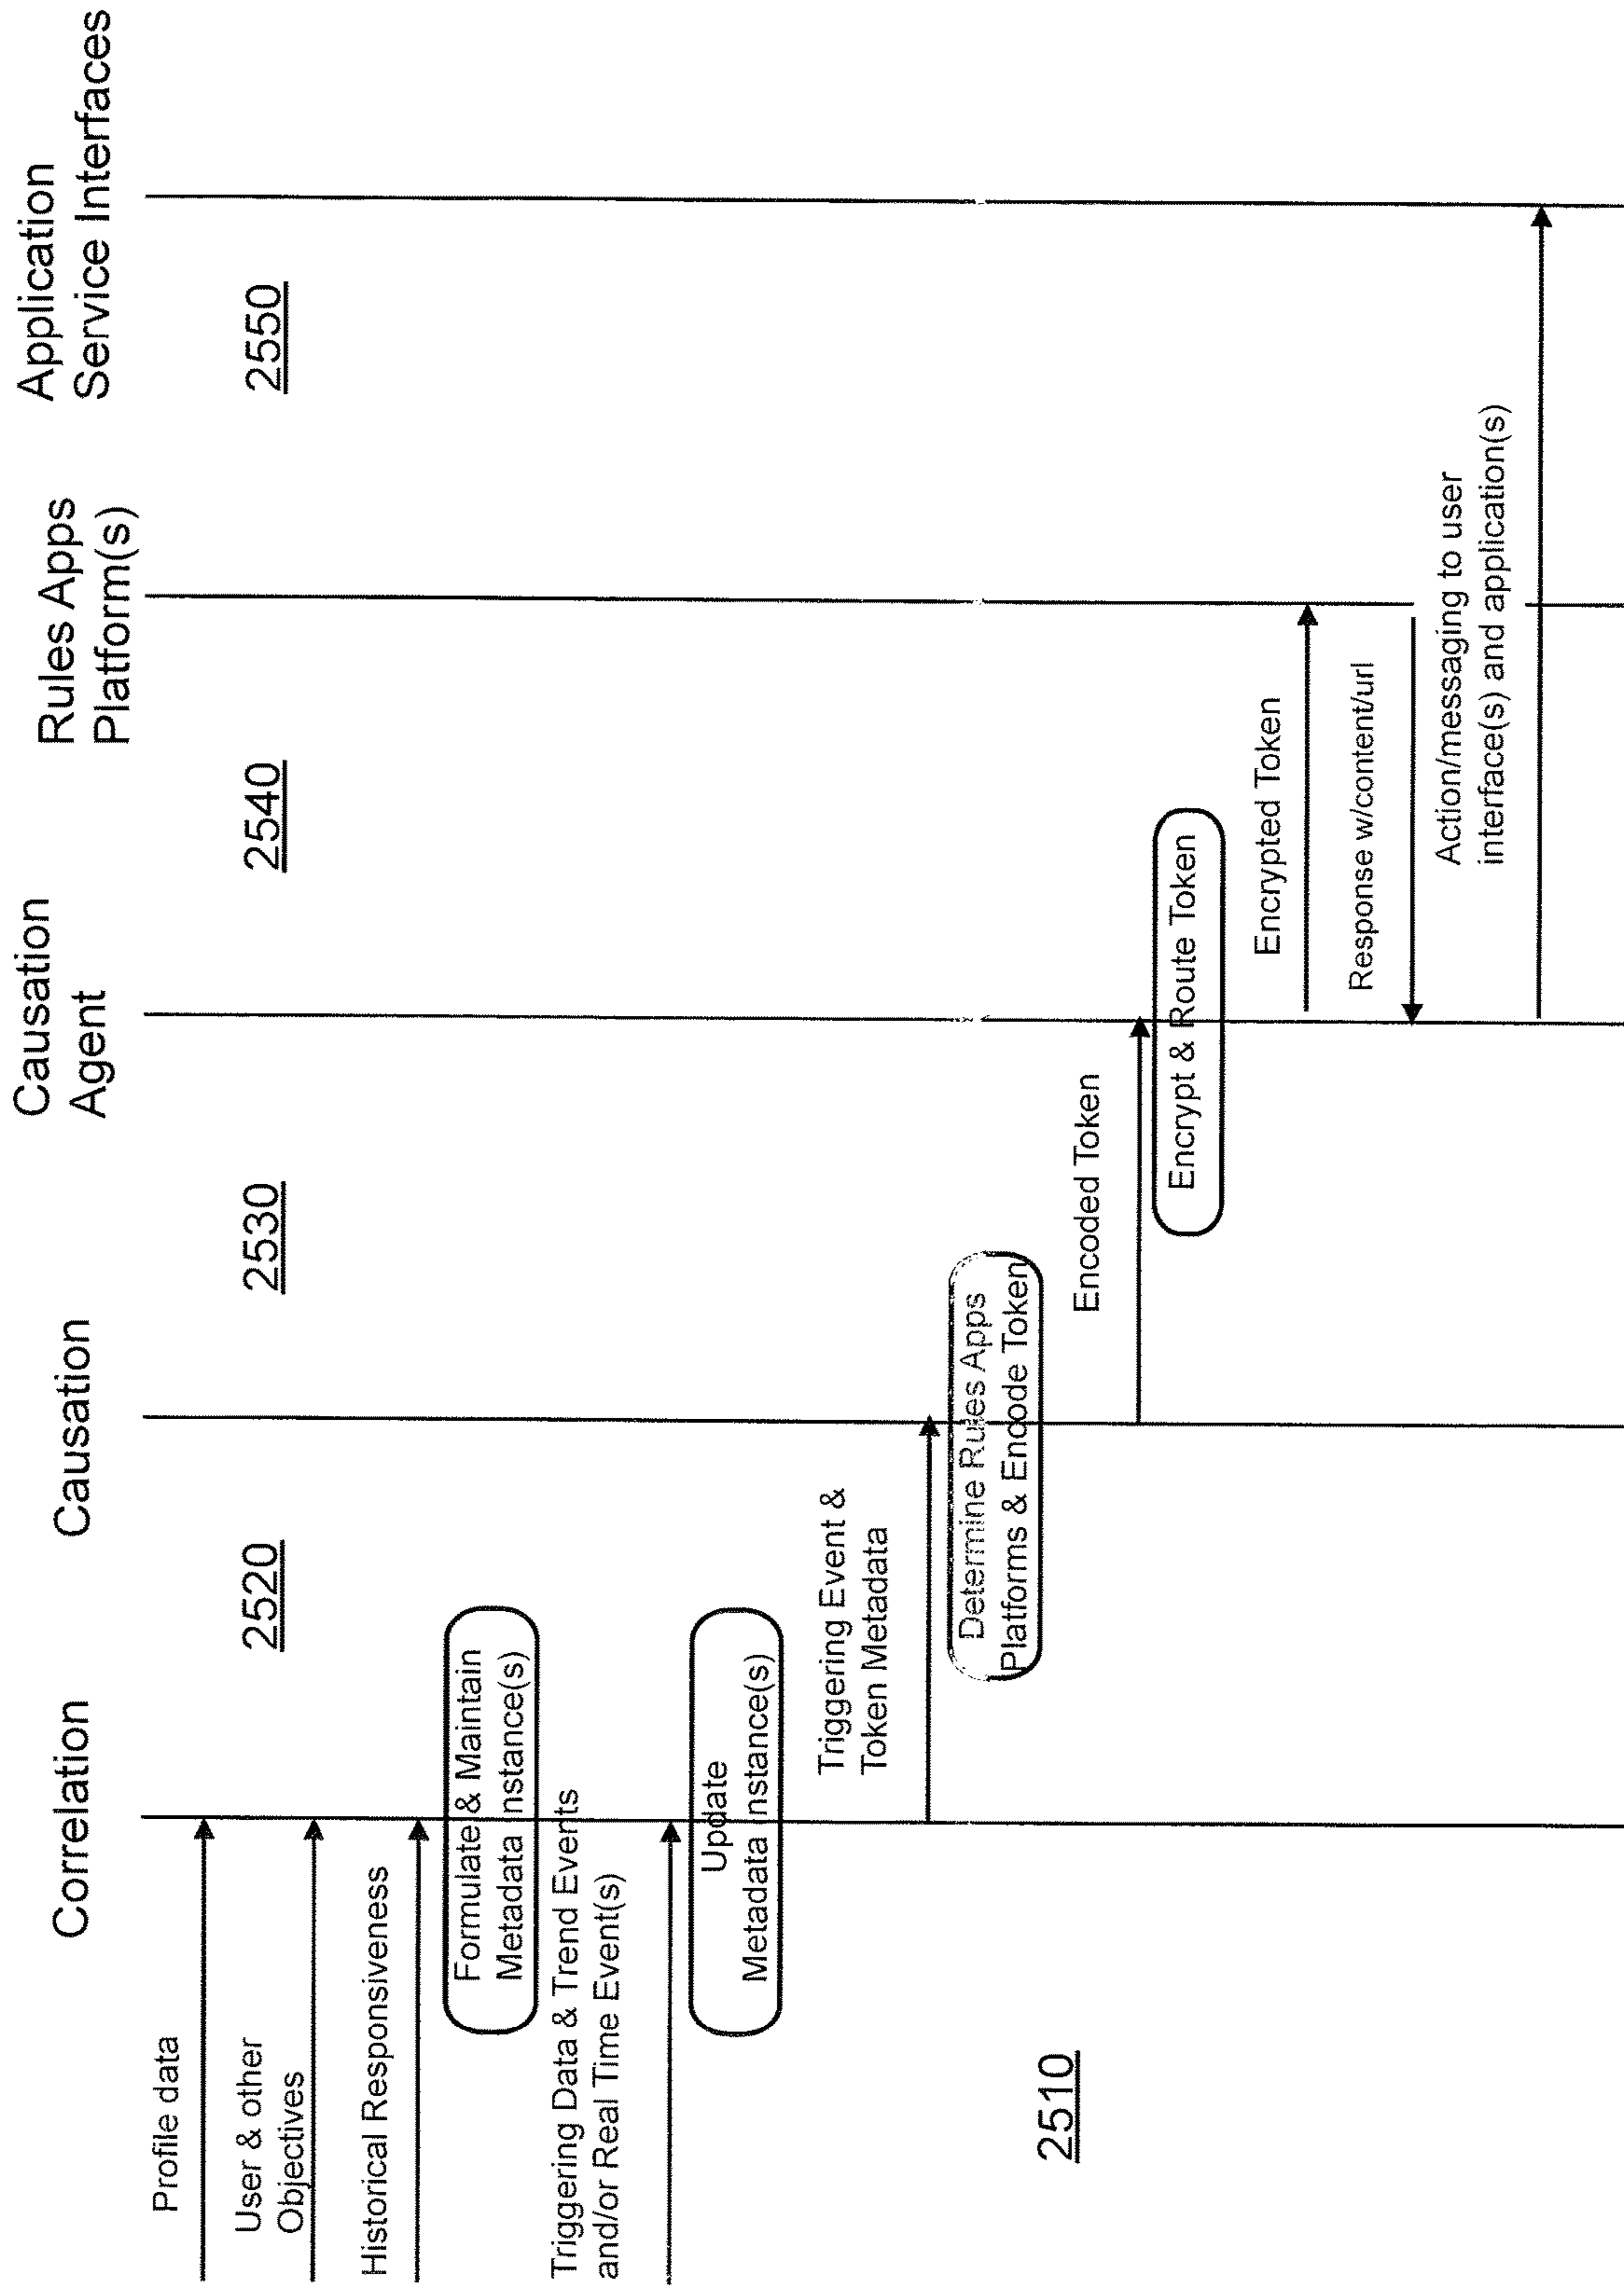 Correlation
Causation
Causation
Agent
Rules Apps
Platform(s)
Application
Service Interfaces
2510
2520
2530
2540
2550
Profile data
User & other
Objectives
Historical Responsiveness
Formulate & Maintain
Metadata Instance(s)
Triggering Data & Trend Events
and/or Real Time Event(s)
Update
Metadata Instance(s)
Triggering Event &
Token Metadata
Determine Rules Apps
Platforms & Encode Token
Encoded Token
Encrypt & Route Token
Encrypted Token
Response w/content/url
Action/messaging to user
interface(s) and application(s)